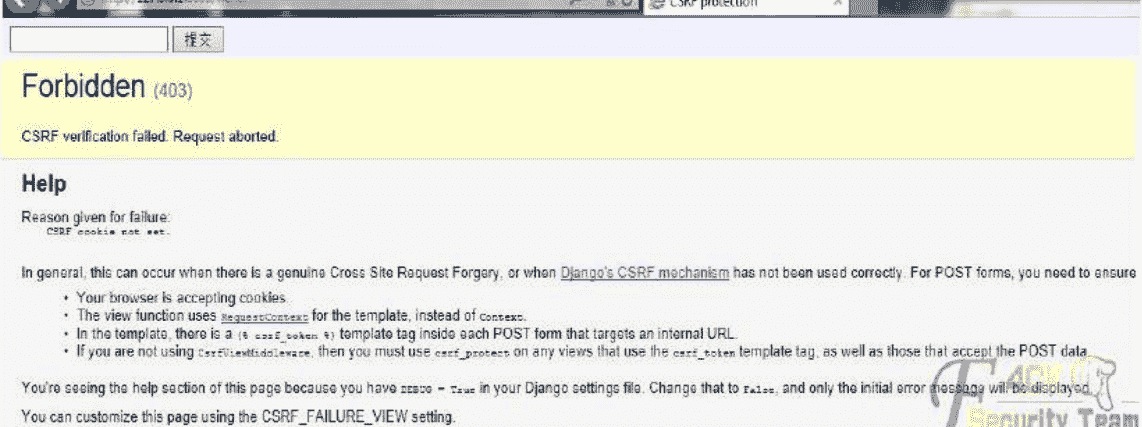 CSRF protection
提交
Forbidden (403)
CSRF verification failed. Request aborted.
Help
Reason given for failure:
CSRF cookie not set.
In general, this can occur when there is a genuine Cross Site Request Forgery, or when Django's CSRF mechanism has not been used correctly. For POST forms, you need to ensure
• Your browser is accepting cookies.
• The view function uses RequestContext for the template, instead of Context.
• In the template, there is a {% csrf_token %} template tag inside each POST form that targets an internal URL.
• If you are not using CsrfViewMiddleware, then you must use csrf_protect on any views that use the csrf_token template tag, as well as those that accept the POST data.
You're seeing the help section of this page because you have DEBUG = True in your Django settings file. Change that to False, and only the initial error message will be displayed.
You can customize this page using the CSRF_FAILURE_VIEW setting.
Security Team